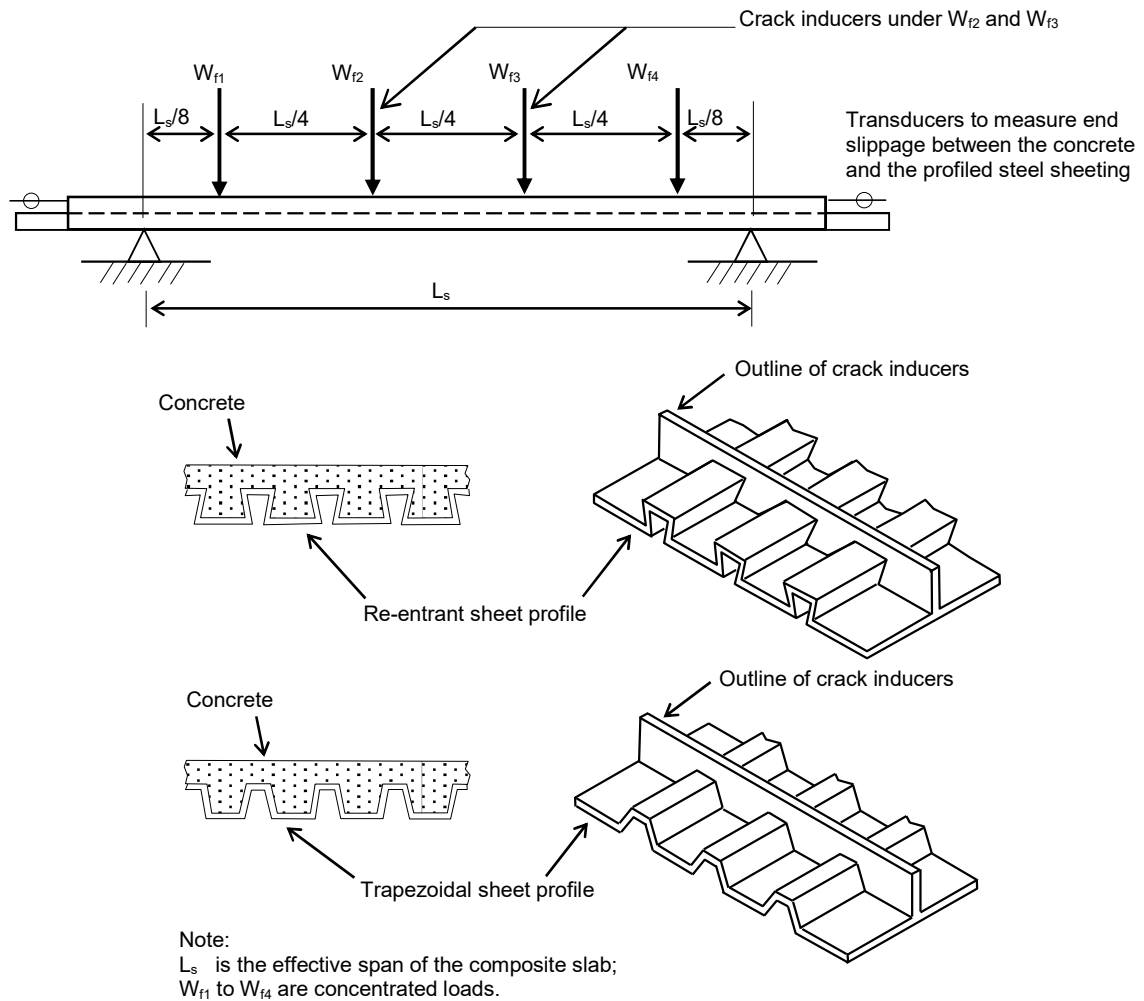 Crack inducers under Wf2 and Wf3
Wf1 Wf2 Wf3 Wf4
Ls/8 Ls/4 Ls/4 Ls/4 Ls/8
Transducers to measure end
slippage between the concrete
and the profiled steel sheeting
Ls
Outline of crack inducers
Concrete
Re-entrant sheet profile
Outline of crack inducers
Concrete
Trapezoidal sheet profile
Note:
Ls is the effective span of the composite slab;
Wf1 to Wf4 are concentrated loads.